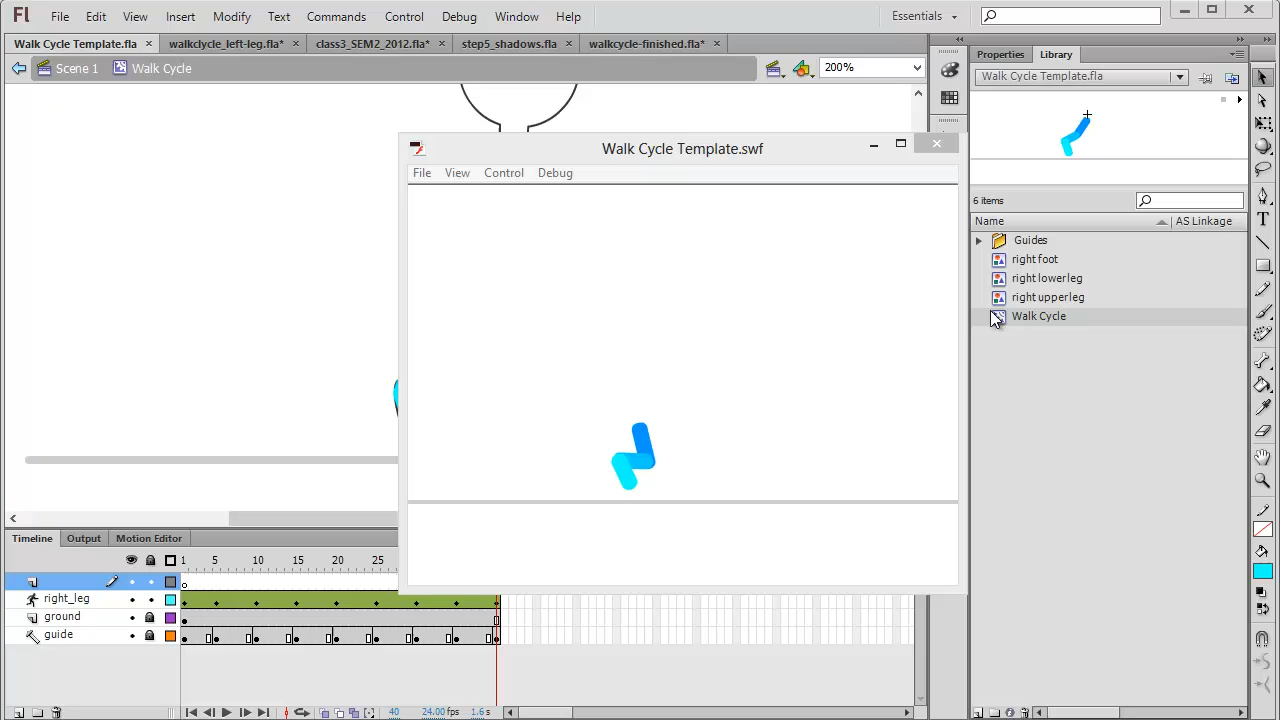 Fl File Edit View Insert Modify Text Commands Control Debug Window Help Essentials
Walk Cycle Template.fla × walkclycle_left-leg.fla* × class3_SEM2_2012.fla* × step5_shadows.fla × walkcycle-finished.fla* ×
Properties Library
Scene 1 Walk Cycle 200%
Walk Cycle Template.fla
Walk Cycle Template.swf
File View Control Debug
6 items
Name AS Linkage
Guides
right foot
right lowerleg
right upperleg
Walk Cycle
Timeline Output Motion Editor
1 5 10 15 20 25
right_leg
ground
guide
40 24.00 fps 1.6 s
T